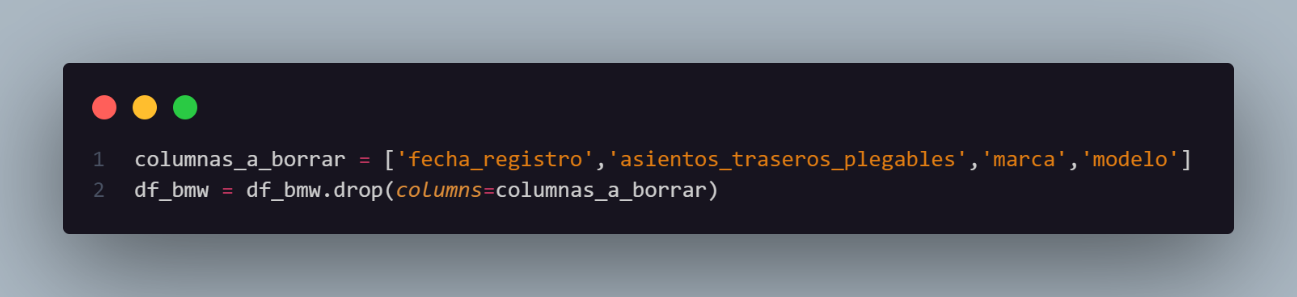 1 columnas_a_borrar = ['fecha_registro','asientos_traseros_plegables','marca','modelo']
2 df_bmw = df_bmw.drop(columns=columnas_a_borrar)